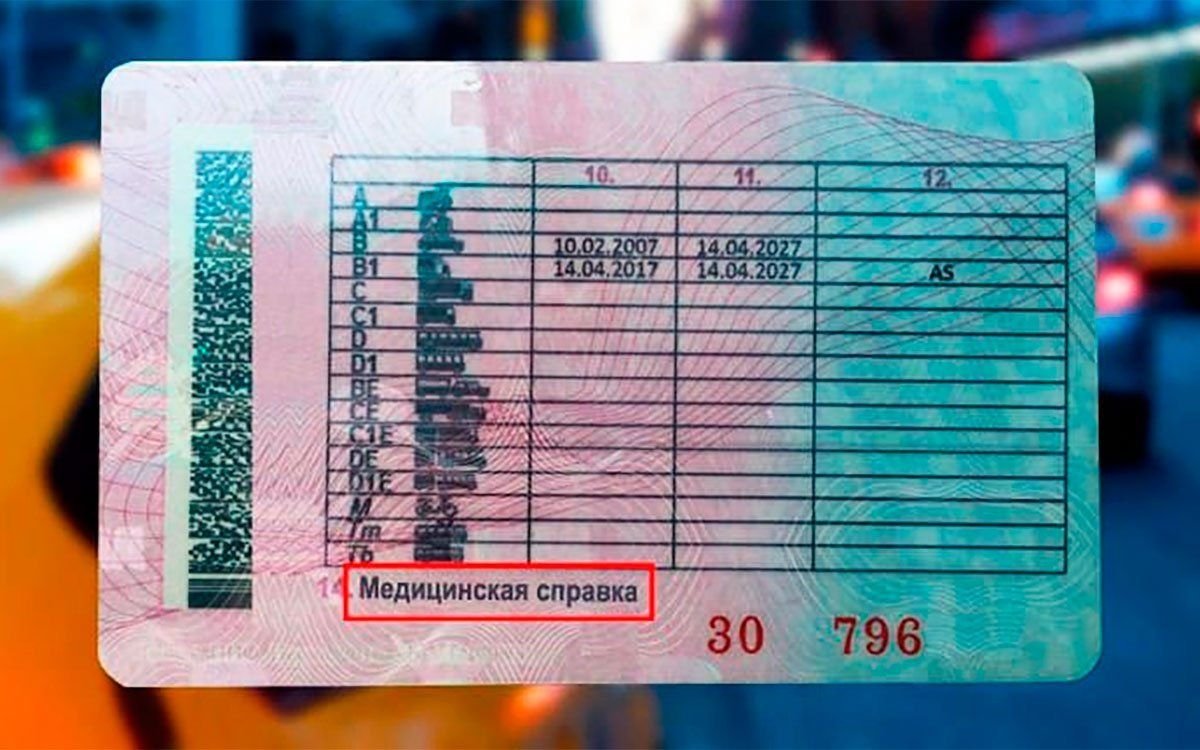 10. 11. 12.
A
A1
B 10.02.2007 14.04.2027
B1 14.04.2017 14.04.2027 AS
C
C1
D
D1
BE
CE
C1E
DE
D1E
M
Tm
Tb
14. Медицинская справка
30 796